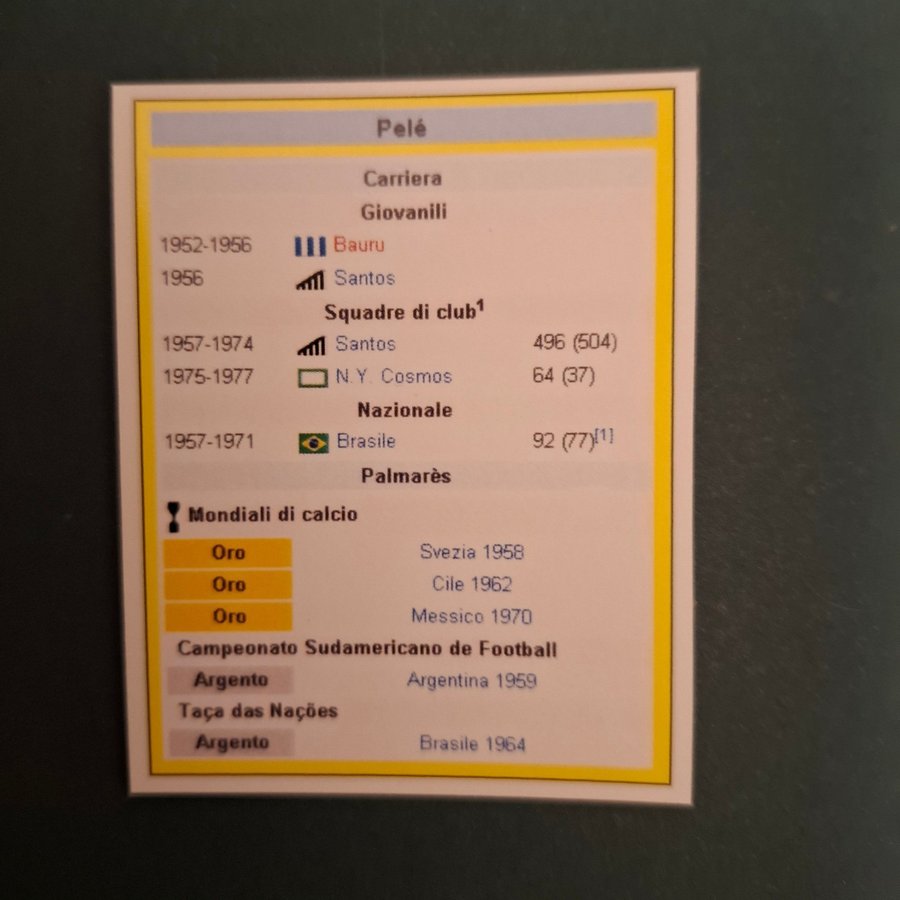 Pelé
Carriera
Giovanili
1952-1956 Bauru
1956 Santos
Squadre di club¹
1957-1974 Santos 496 (504)
1975-1977 N.Y. Cosmos 64 (37)
Nazionale
1957-1971 Brasile 92 (77)[1]
Palmarès
Mondiali di calcio
Oro Svezia 1958
Oro Cile 1962
Oro Messico 1970
Campeonato Sudamericano de Football
Argento Argentina 1959
Taça das Nações
Argento Brasile 1964